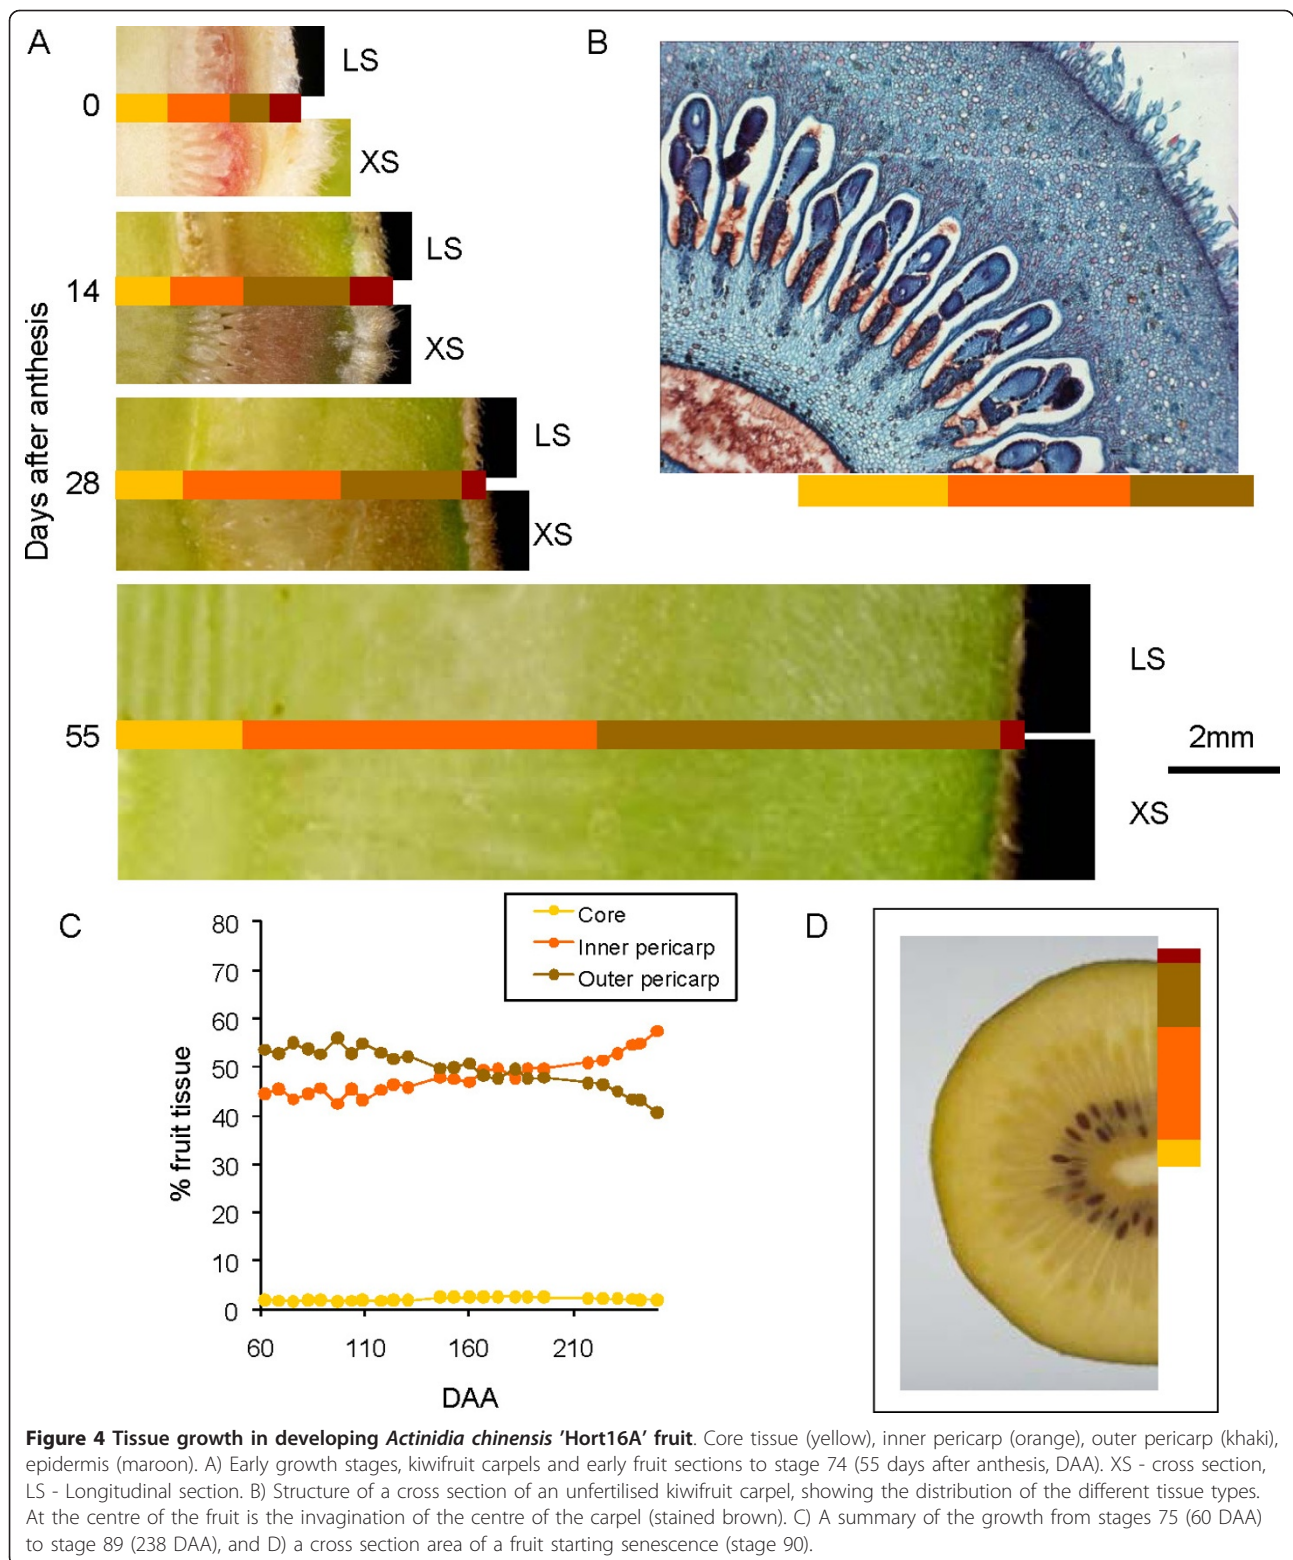 A
LS
0
XS
LS
14
XS
LS
28
XS
LS
55
XS
Days after anthesis
2mm
B
C
Core
Inner pericarp
Outer pericarp
80
70
60
50
40
30
20
10
0
% fruit tissue
60 110 160 210
DAA
D
Figure 4 Tissue growth in developing Actinidia chinensis 'Hort16A' fruit. Core tissue (yellow), inner pericarp (orange), outer pericarp (khaki),
epidermis (maroon). A) Early growth stages, kiwifruit carpels and early fruit sections to stage 74 (55 days after anthesis, DAA). XS - cross section,
LS - Longitudinal section. B) Structure of a cross section of an unfertilised kiwifruit carpel, showing the distribution of the different tissue types.
At the centre of the fruit is the invagination of the centre of the carpel (stained brown). C) A summary of the growth from stages 75 (60 DAA)
to stage 89 (238 DAA), and D) a cross section area of a fruit starting senescence (stage 90).